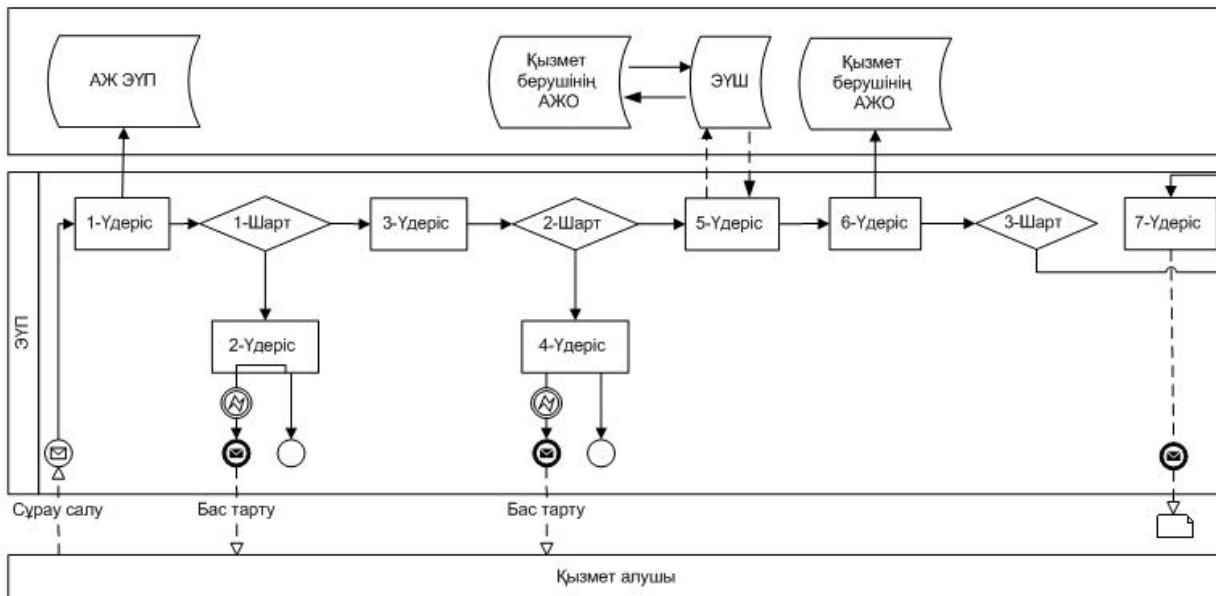 АЖ ЭҮП
Қызмет
берушінің
АЖО
ЭҮШ
Қызмет
берушінің
АЖО
ЭҮП
1-Үдеріс
1-Шарт
3-Үдеріс
2-Шарт
5-Үдеріс
6-Үдеріс
3-Шарт
7-Үдеріс
2-Үдеріс
4-Үдеріс
Сұрау салу
Бас тарту
Бас тарту
Қызмет алушы